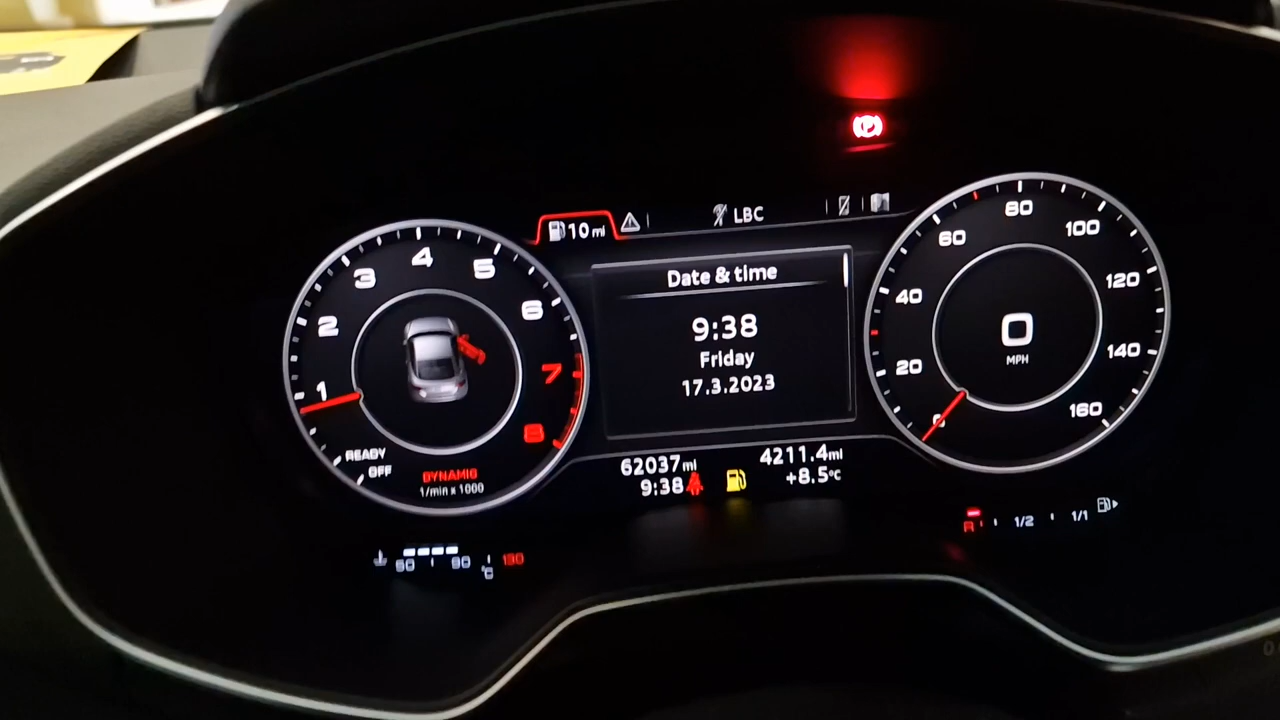 P
10 mi
LBC
Date & time
9:38
Friday
17.3.2023
1
2
3
4
5
6
7
8
READY
OFF
DYNAMIC
1/min x 1000
0
20
40
60
80
100
120
140
160
0
MPH
62037 mi
4211.4 mi
9:38
+8.5°C
90
130
°C
R
1/2
1/1